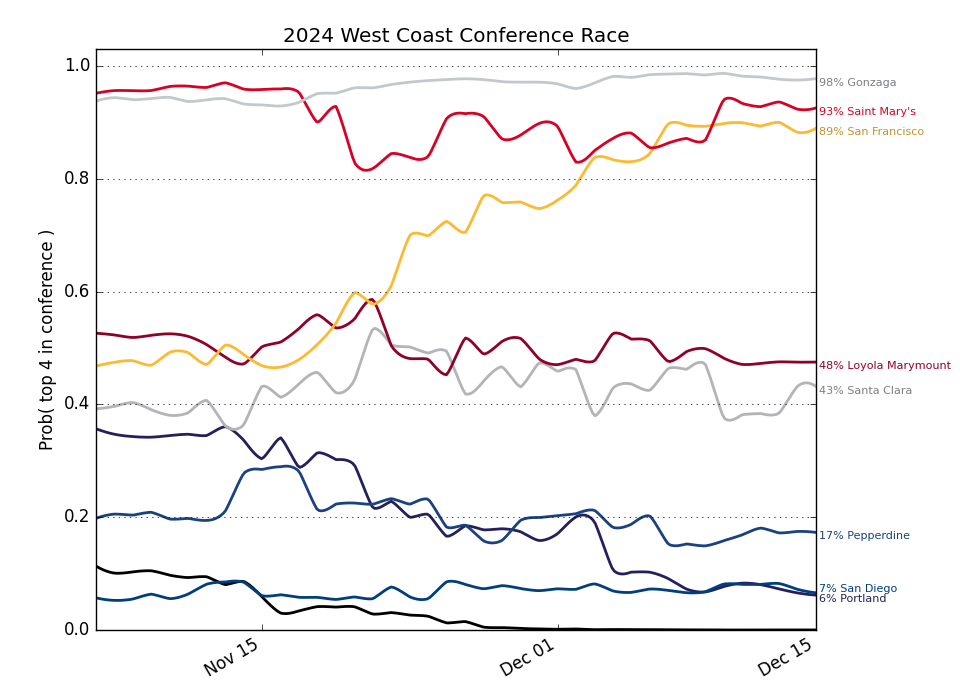 2024 West Coast Conference Race
Prob( top 4 in conference )
1.0
0.8
0.6
0.4
0.2
0.0
Nov 15
Dec 01
Dec 15
98% Gonzaga
93% Saint Mary's
89% San Francisco
48% Loyola Marymount
43% Santa Clara
17% Pepperdine
7% San Diego
6% Portland